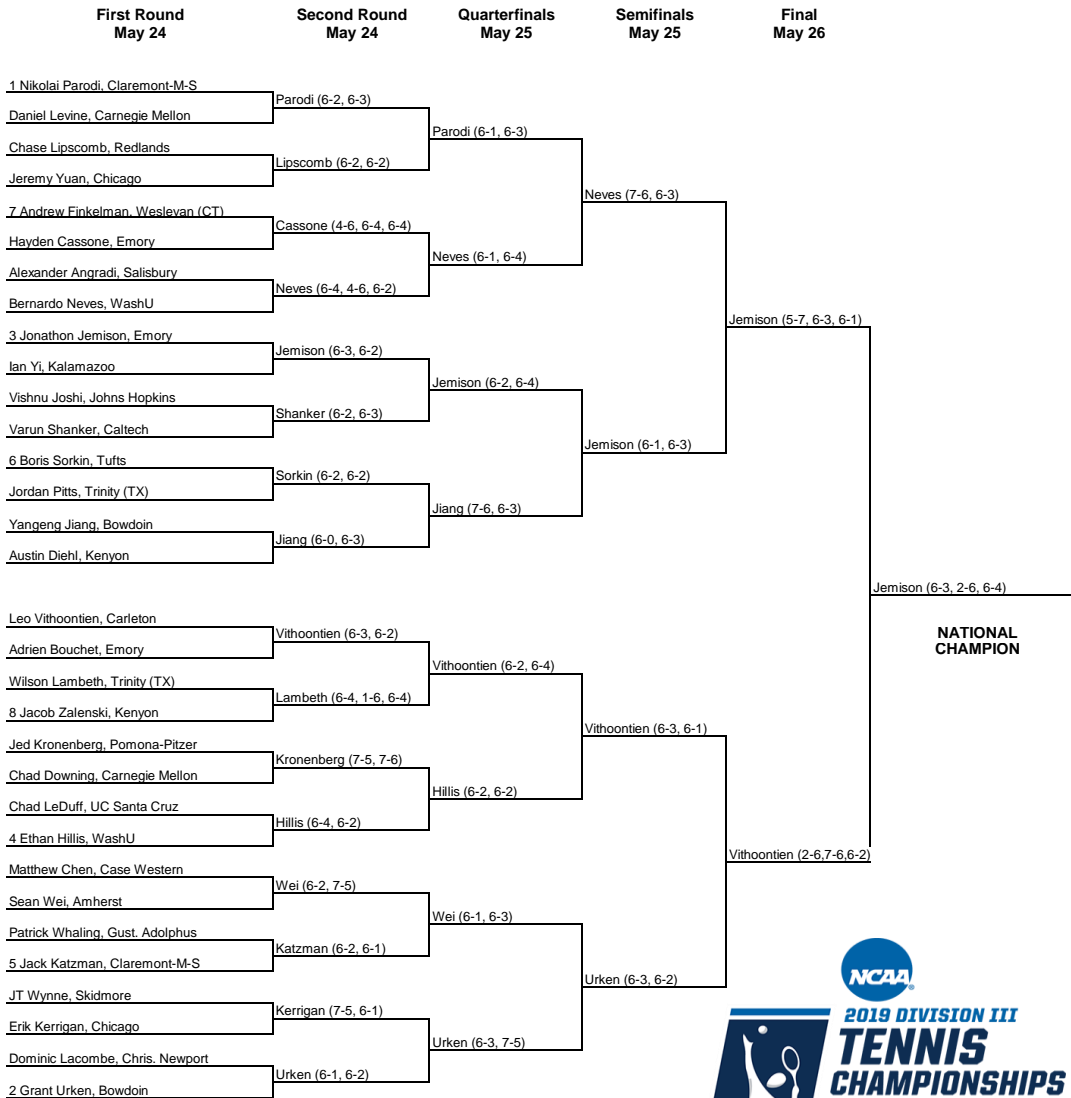 First Round Second Round Quarterfinals Semifinals Final
May 24 May 24 May 25 May 25 May 26
1 Nikolai Parodi, Claremont-M-S
Parodi (6-2, 6-3)
Daniel Levine, Carnegie Mellon
Parodi (6-1, 6-3)
Chase Lipscomb, Redlands
Lipscomb (6-2, 6-2)
Jeremy Yuan, Chicago
Neves (7-6, 6-3)
7 Andrew Finkelman, Wesleyan (CT)
Cassone (4-6, 6-4, 6-4)
Hayden Cassone, Emory
Neves (6-1, 6-4)
Alexander Angradi, Salisbury
Neves (6-4, 4-6, 6-2)
Bernardo Neves, WashU
Jemison (5-7, 6-3, 6-1)
3 Jonathon Jemison, Emory
Jemison (6-3, 6-2)
Ian Yi, Kalamazoo
Jemison (6-2, 6-4)
Vishnu Joshi, Johns Hopkins
Shanker (6-2, 6-3)
Varun Shanker, Caltech
Jemison (6-1, 6-3)
6 Boris Sorkin, Tufts
Sorkin (6-2, 6-2)
Jordan Pitts, Trinity (TX)
Jiang (7-6, 6-3)
Yangeng Jiang, Bowdoin
Jiang (6-0, 6-3)
Austin Diehl, Kenyon
Jemison (6-3, 2-6, 6-4)
NATIONAL
CHAMPION
Leo Vithoontien, Carleton
Vithoontien (6-3, 6-2)
Adrien Bouchet, Emory
Vithoontien (6-2, 6-4)
Wilson Lambeth, Trinity (TX)
Lambeth (6-4, 1-6, 6-4)
8 Jacob Zalenski, Kenyon
Vithoontien (6-3, 6-1)
Jed Kronenberg, Pomona-Pitzer
Kronenberg (7-5, 7-6)
Chad Downing, Carnegie Mellon
Hillis (6-2, 6-2)
Chad LeDuff, UC Santa Cruz
Hillis (6-4, 6-2)
4 Ethan Hillis, WashU
Vithoontien (2-6,7-6,6-2)
Matthew Chen, Case Western
Wei (6-2, 7-5)
Sean Wei, Amherst
Wei (6-1, 6-3)
Patrick Whaling, Gust. Adolphus
Katzman (6-2, 6-1)
5 Jack Katzman, Claremont-M-S
Urken (6-3, 6-2)
JT Wynne, Skidmore
Kerrigan (7-5, 6-1)
Erik Kerrigan, Chicago
Urken (6-3, 7-5)
Dominic Lacombe, Chris. Newport
Urken (6-1, 6-2)
2 Grant Urken, Bowdoin
NCAA
2019 DIVISION III
TENNIS
CHAMPIONSHIPS